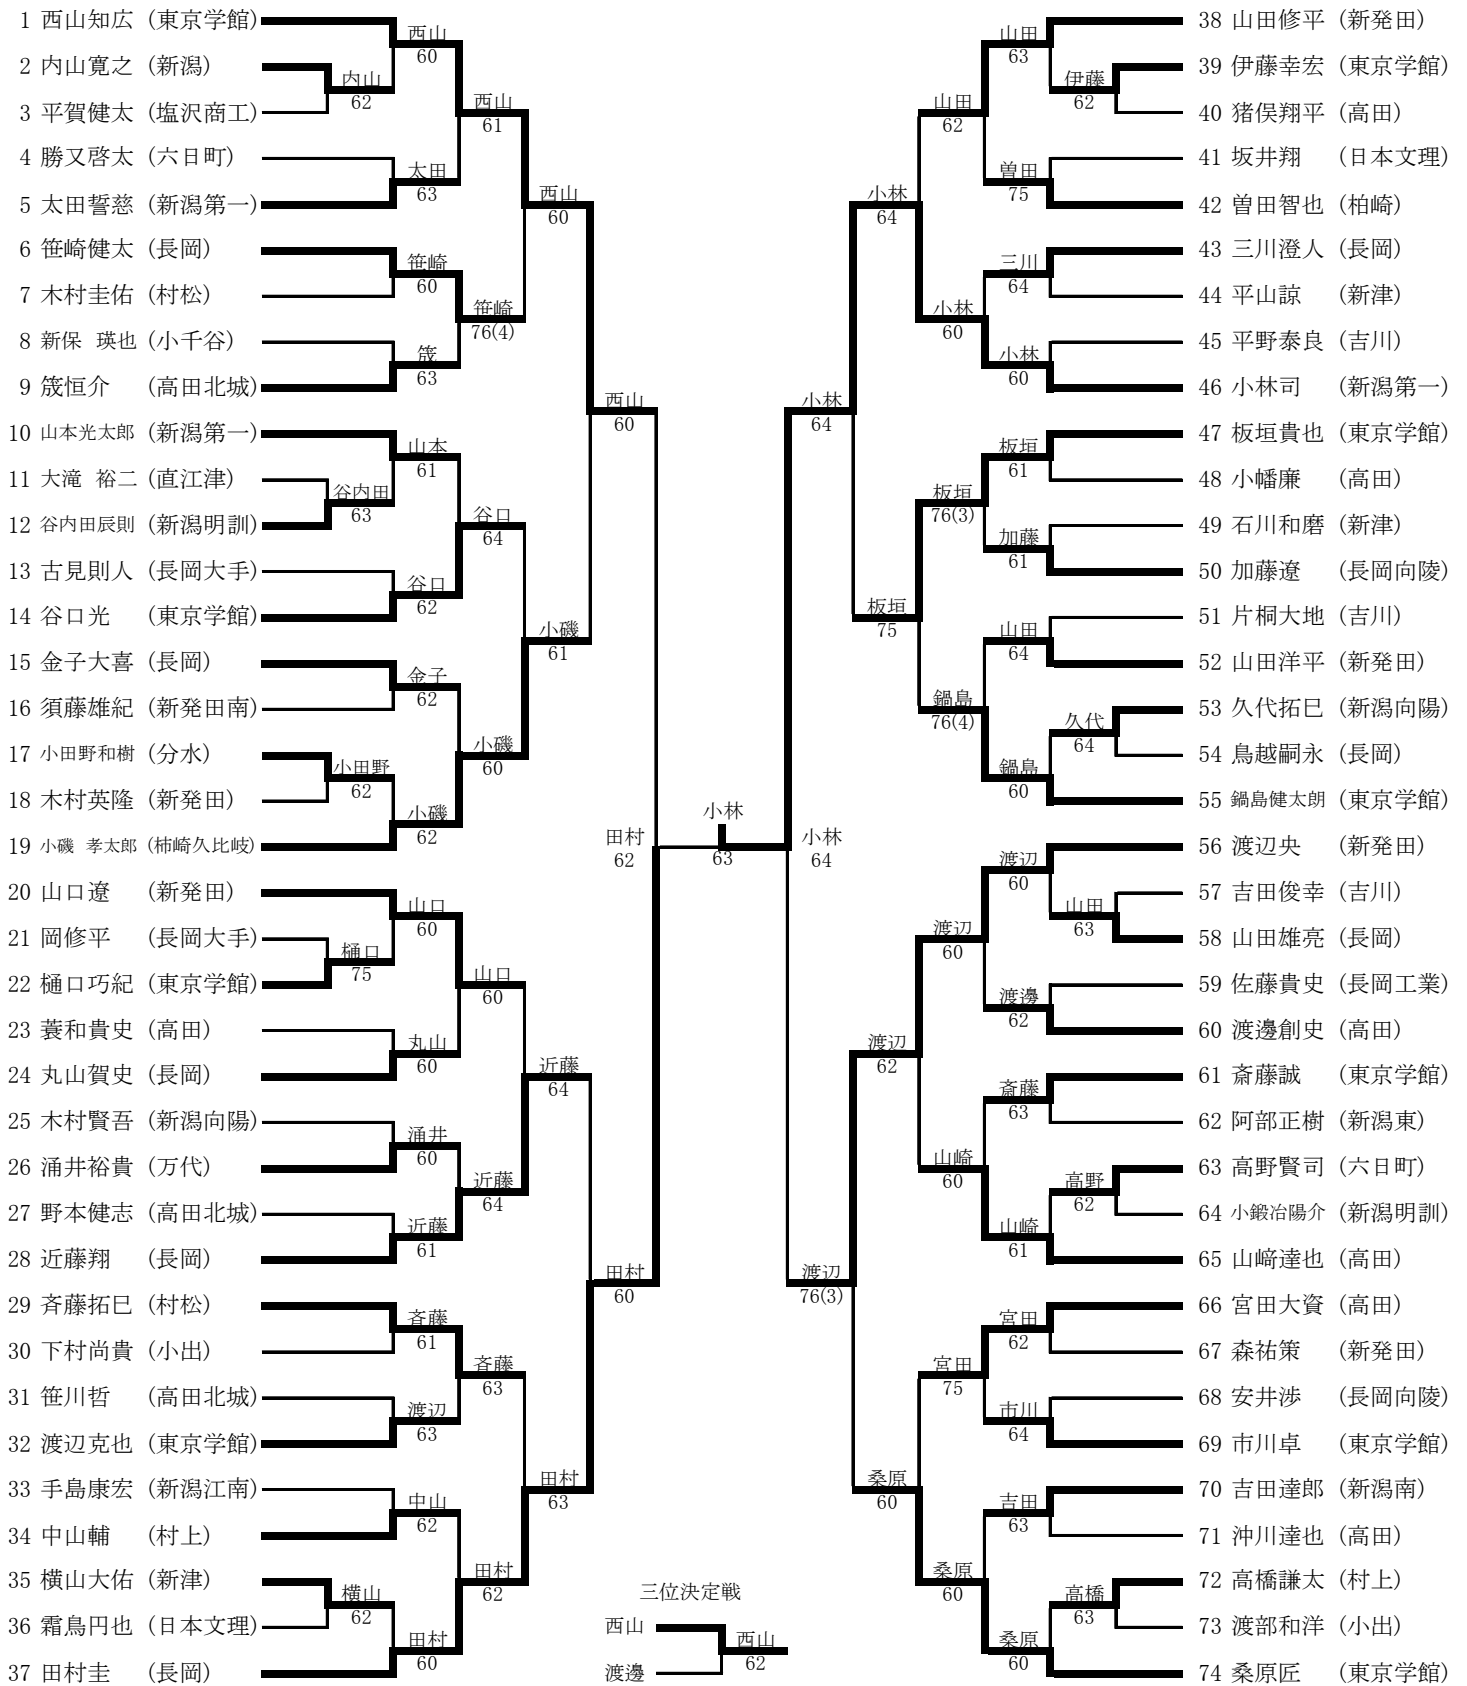 1 西山知広 (東京学館)
2 内山寛之 (新潟)
3 平賀健太 (塩沢商工)
4 勝又啓太 (六日町)
5 太田誓慈 (新潟第一)
6 笹崎健太 (長岡)
7 木村圭佑 (村松)
8 新保 瑛也 (小千谷)
9 筬恒介 (高田北城)
10 山本光太郎 (新潟第一)
11 大滝 裕二 (直江津)
12 谷内田辰則 (新潟明訓)
13 古見則人 (長岡大手)
14 谷口光 (東京学館)
15 金子大喜 (長岡)
16 須藤雄紀 (新発田南)
17 小田野和樹 (分水)
18 木村英隆 (新発田)
19 小磯 孝太郎 (柿崎久比岐)
20 山口遼 (新発田)
21 岡修平 (長岡大手)
22 樋口巧紀 (東京学館)
23 蓑和貴史 (高田)
24 丸山賀史 (長岡)
25 木村賢吾 (新潟向陽)
26 涌井裕貴 (万代)
27 野本健志 (高田北城)
28 近藤翔 (長岡)
29 斉藤拓巳 (村松)
30 下村尚貴 (小出)
31 笹川哲 (高田北城)
32 渡辺克也 (東京学館)
33 手島康宏 (新潟江南)
34 中山輔 (村上)
35 横山大佑 (新津)
36 霜鳥円也 (日本文理)
37 田村圭 (長岡)
内山
62
谷内田
63
小田野
62
樋口
75
横山
62
西山
60
太田
63
笹崎
60
筬
63
山本
61
谷口
62
金子
62
小磯
62
山口
60
丸山
60
涌井
60
近藤
61
斉藤
61
渡辺
63
中山
62
田村
60
西山
61
笹崎
76(4)
谷口
64
小磯
60
山口
60
近藤
64
斉藤
63
田村
62
西山
60
小磯
61
近藤
64
田村
63
西山
60
田村
60
田村
62
小林
63
小林
64
小林
64
渡辺
76(3)
小林
64
板垣
75
渡辺
62
桑原
60
山田
62
小林
60
板垣
76(3)
鍋島
76(4)
渡辺
60
山崎
60
宮田
75
桑原
60
山田
63
曽田
75
三川
64
小林
60
板垣
61
加藤
61
山田
64
鍋島
60
渡辺
60
渡邊
62
斎藤
63
山崎
61
宮田
62
市川
64
吉田
63
桑原
60
伊藤
62
久代
64
山田
63
高野
62
高橋
63
38 山田修平 (新発田)
39 伊藤幸宏 (東京学館)
40 猪俣翔平 (高田)
41 坂井翔 (日本文理)
42 曽田智也 (柏崎)
43 三川澄人 (長岡)
44 平山諒 (新津)
45 平野泰良 (吉川)
46 小林司 (新潟第一)
47 板垣貴也 (東京学館)
48 小幡廉 (高田)
49 石川和磨 (新津)
50 加藤遼 (長岡向陵)
51 片桐大地 (吉川)
52 山田洋平 (新発田)
53 久代拓巳 (新潟向陽)
54 鳥越嗣永 (長岡)
55 鍋島健太朗 (東京学館)
56 渡辺央 (新発田)
57 吉田俊幸 (吉川)
58 山田雄亮 (長岡)
59 佐藤貴史 (長岡工業)
60 渡邊創史 (高田)
61 斎藤誠 (東京学館)
62 阿部正樹 (新潟東)
63 高野賢司 (六日町)
64 小鍛冶陽介 (新潟明訓)
65 山﨑達也 (高田)
66 宮田大資 (高田)
67 森祐策 (新発田)
68 安井渉 (長岡向陵)
69 市川卓 (東京学館)
70 吉田達郎 (新潟南)
71 沖川達也 (高田)
72 高橋謙太 (村上)
73 渡部和洋 (小出)
74 桑原匠 (東京学館)
三位決定戦
西山
渡邊
西山
62